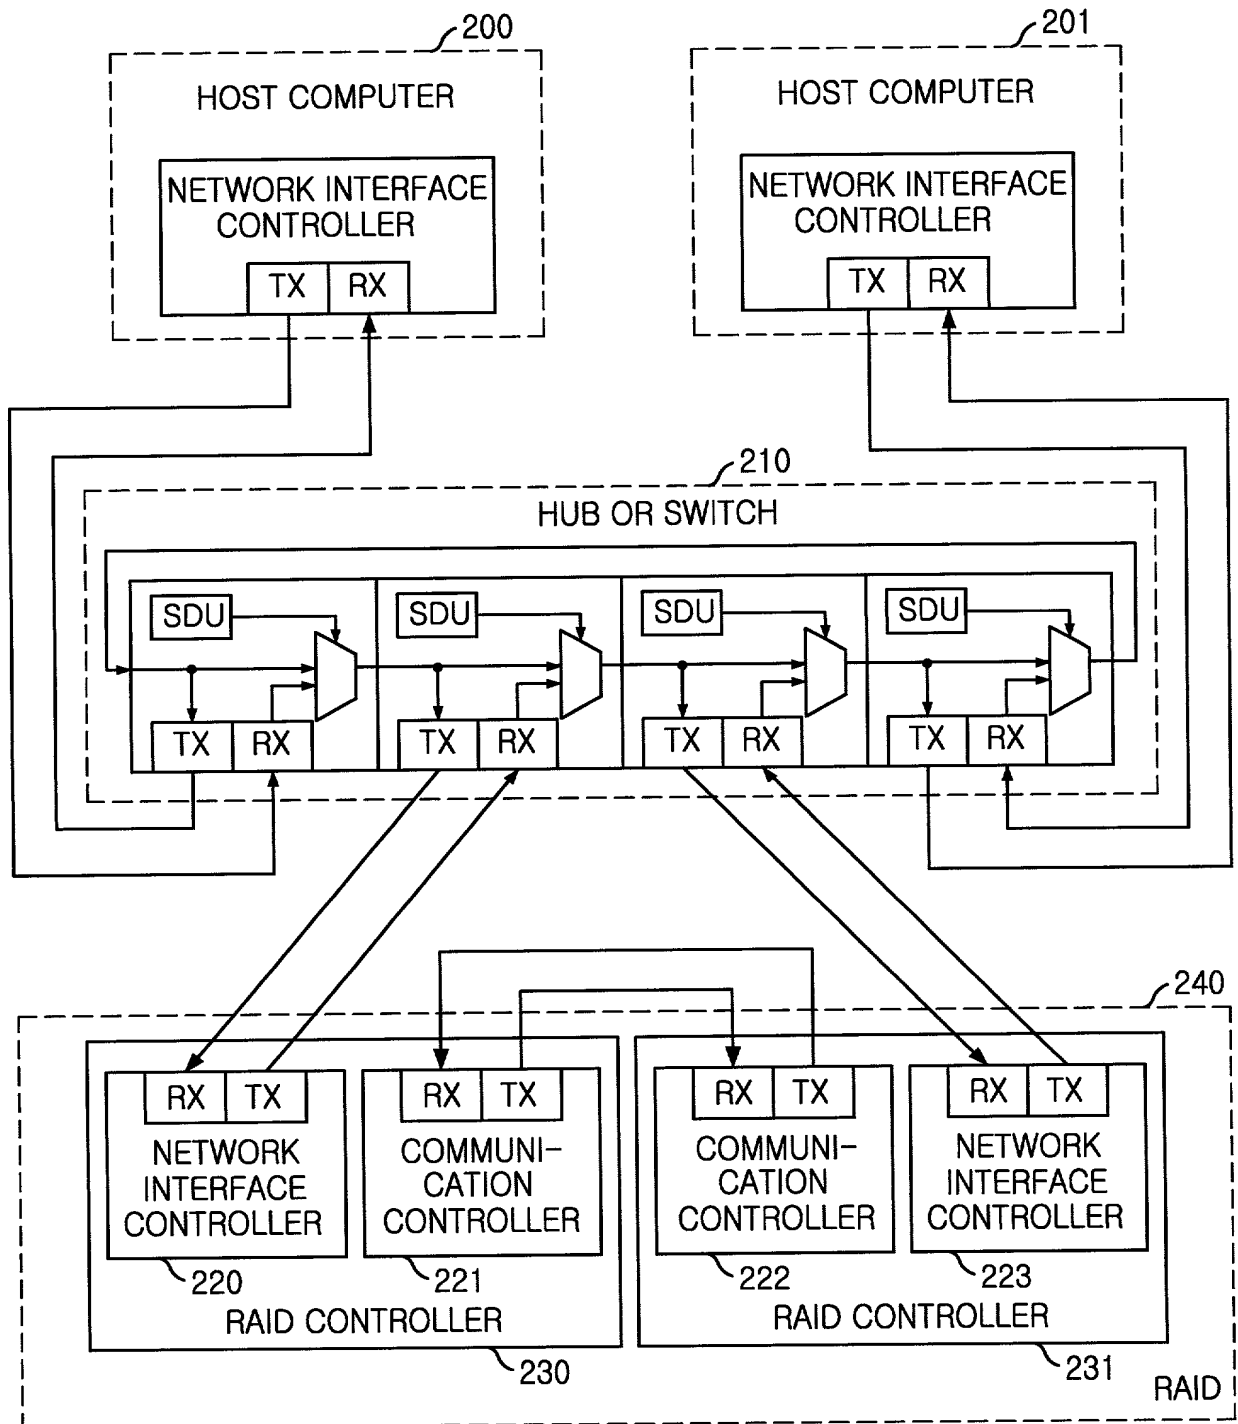 200
201
HOST COMPUTER
HOST COMPUTER
NETWORK INTERFACE
CONTROLLER
NETWORK INTERFACE
CONTROLLER
TX RX
TX RX
210
HUB OR SWITCH
SDU
SDU
SDU
SDU
TX RX
TX RX
TX RX
TX RX
240
RX TX
RX TX
RX TX
RX TX
NETWORK
INTERFACE
CONTROLLER
COMMUNI-
CATION
CONTROLLER
COMMUNI-
CATION
CONTROLLER
NETWORK
INTERFACE
CONTROLLER
220
221
222
223
RAID CONTROLLER
RAID CONTROLLER
230
231
RAID